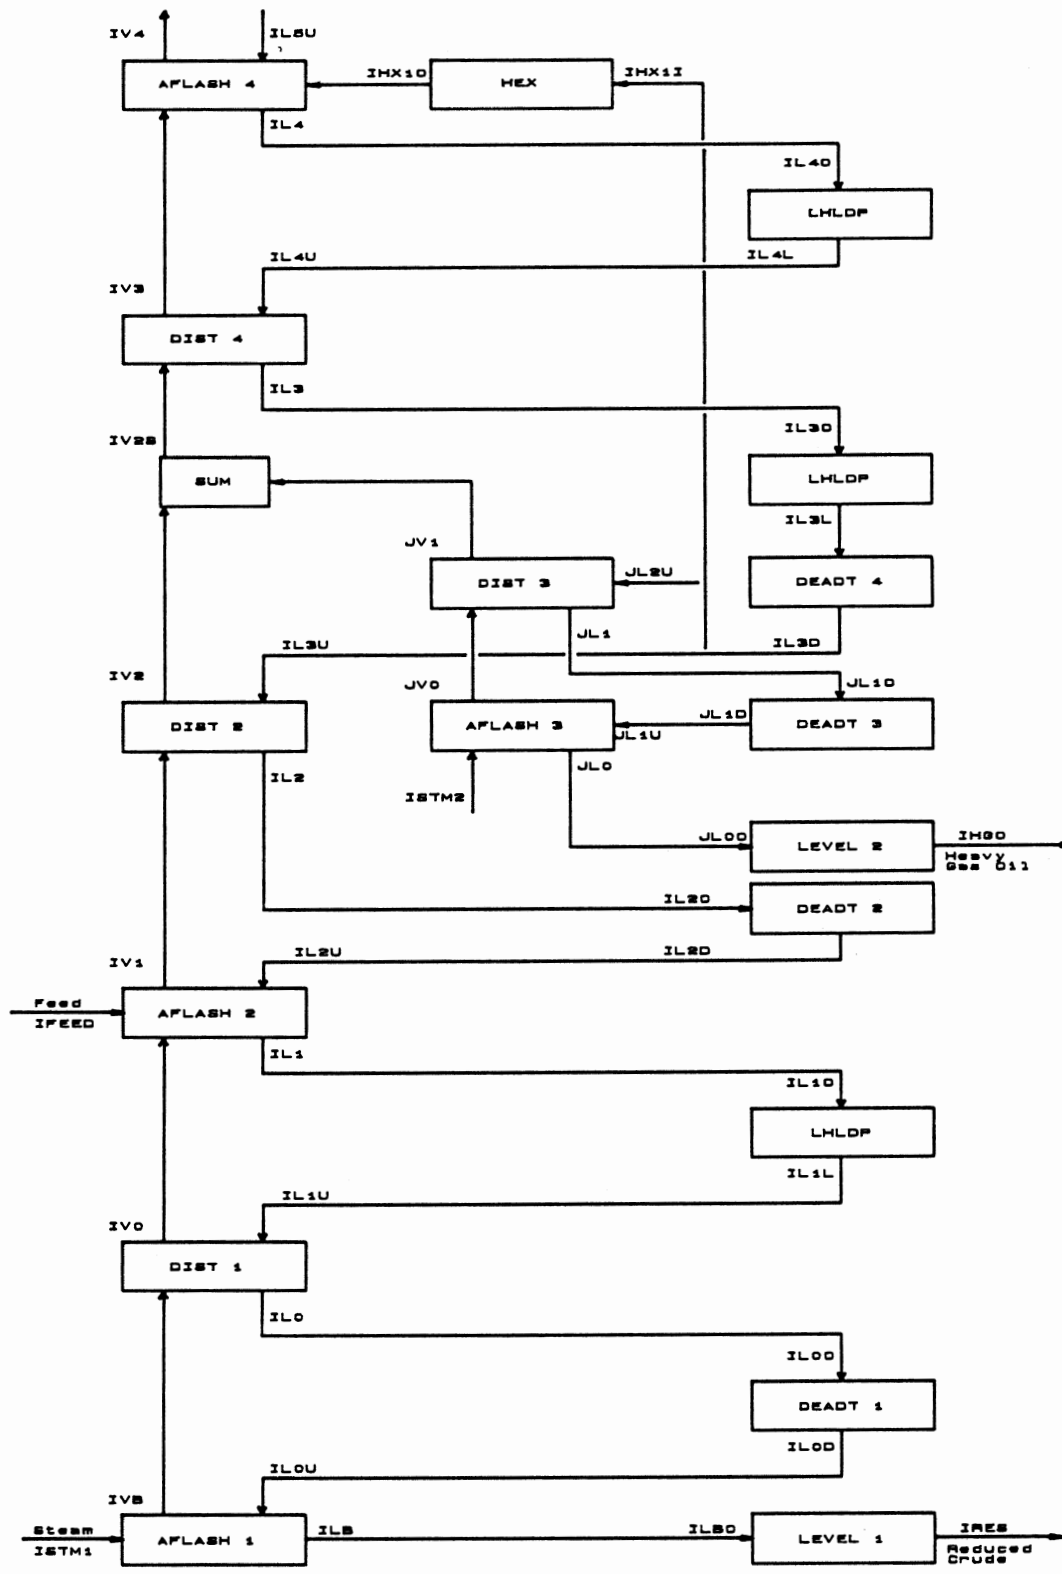 IV4
IL5U
AFLASH 4
IHX1O
HEX
IHX1I
IL4
IL4O
LHLDP
IL4U
IL4L
IV3
DIST 4
IL3
IV2S
IL3O
SUM
LHLDP
IL3L
JV1
DIST 3
JL2U
DEADT 4
JL1
IL3U
IL3D
IV2
JV0
JL1O
DIST 2
AFLASH 3
JL1D
JL1U
DEADT 3
IL2
JL0
ISTM2
JL0O
LEVEL 2
IHGO
Heavy
Gas Oil
IL2O
DEADT 2
IV1
IL2U
IL2D
Feed
IFEED
AFLASH 2
IL1
IL1O
LHLDP
IL1U
IL1L
IV0
DIST 1
IL0
IL0O
DEADT 1
IL0U
IL0D
IVB
Steam
ISTM1
AFLASH 1
ILB
ILBO
LEVEL 1
IRES
Reduced
Crude